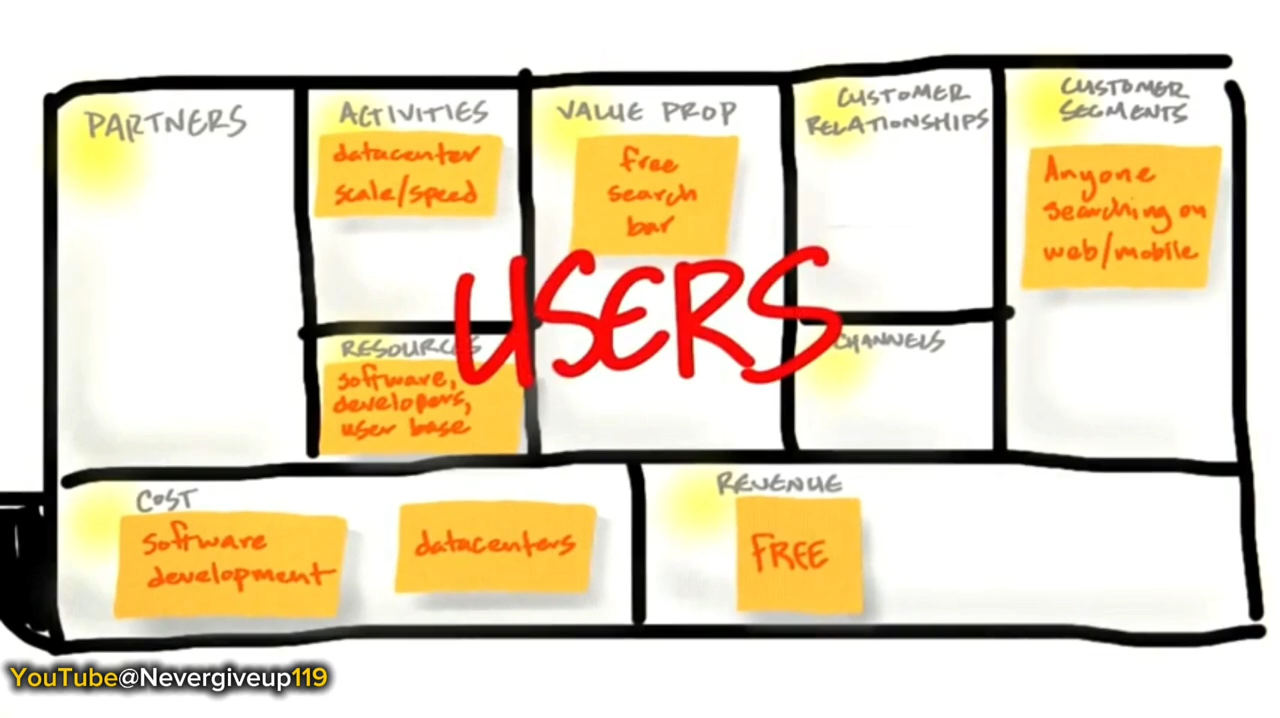 PARTNERS
ACTIVITIES
datacenter
scale/speed
RESOURCES
software,
developers,
user base
VALUE PROP
free
search
bar
CUSTOMER
RELATIONSHIPS
CHANNELS
CUSTOMER
SEGMENTS
Anyone
searching on
web/mobile
USERS
COST
software
development
datacenters
REVENUE
FREE
YouTube@Nevergiveup119